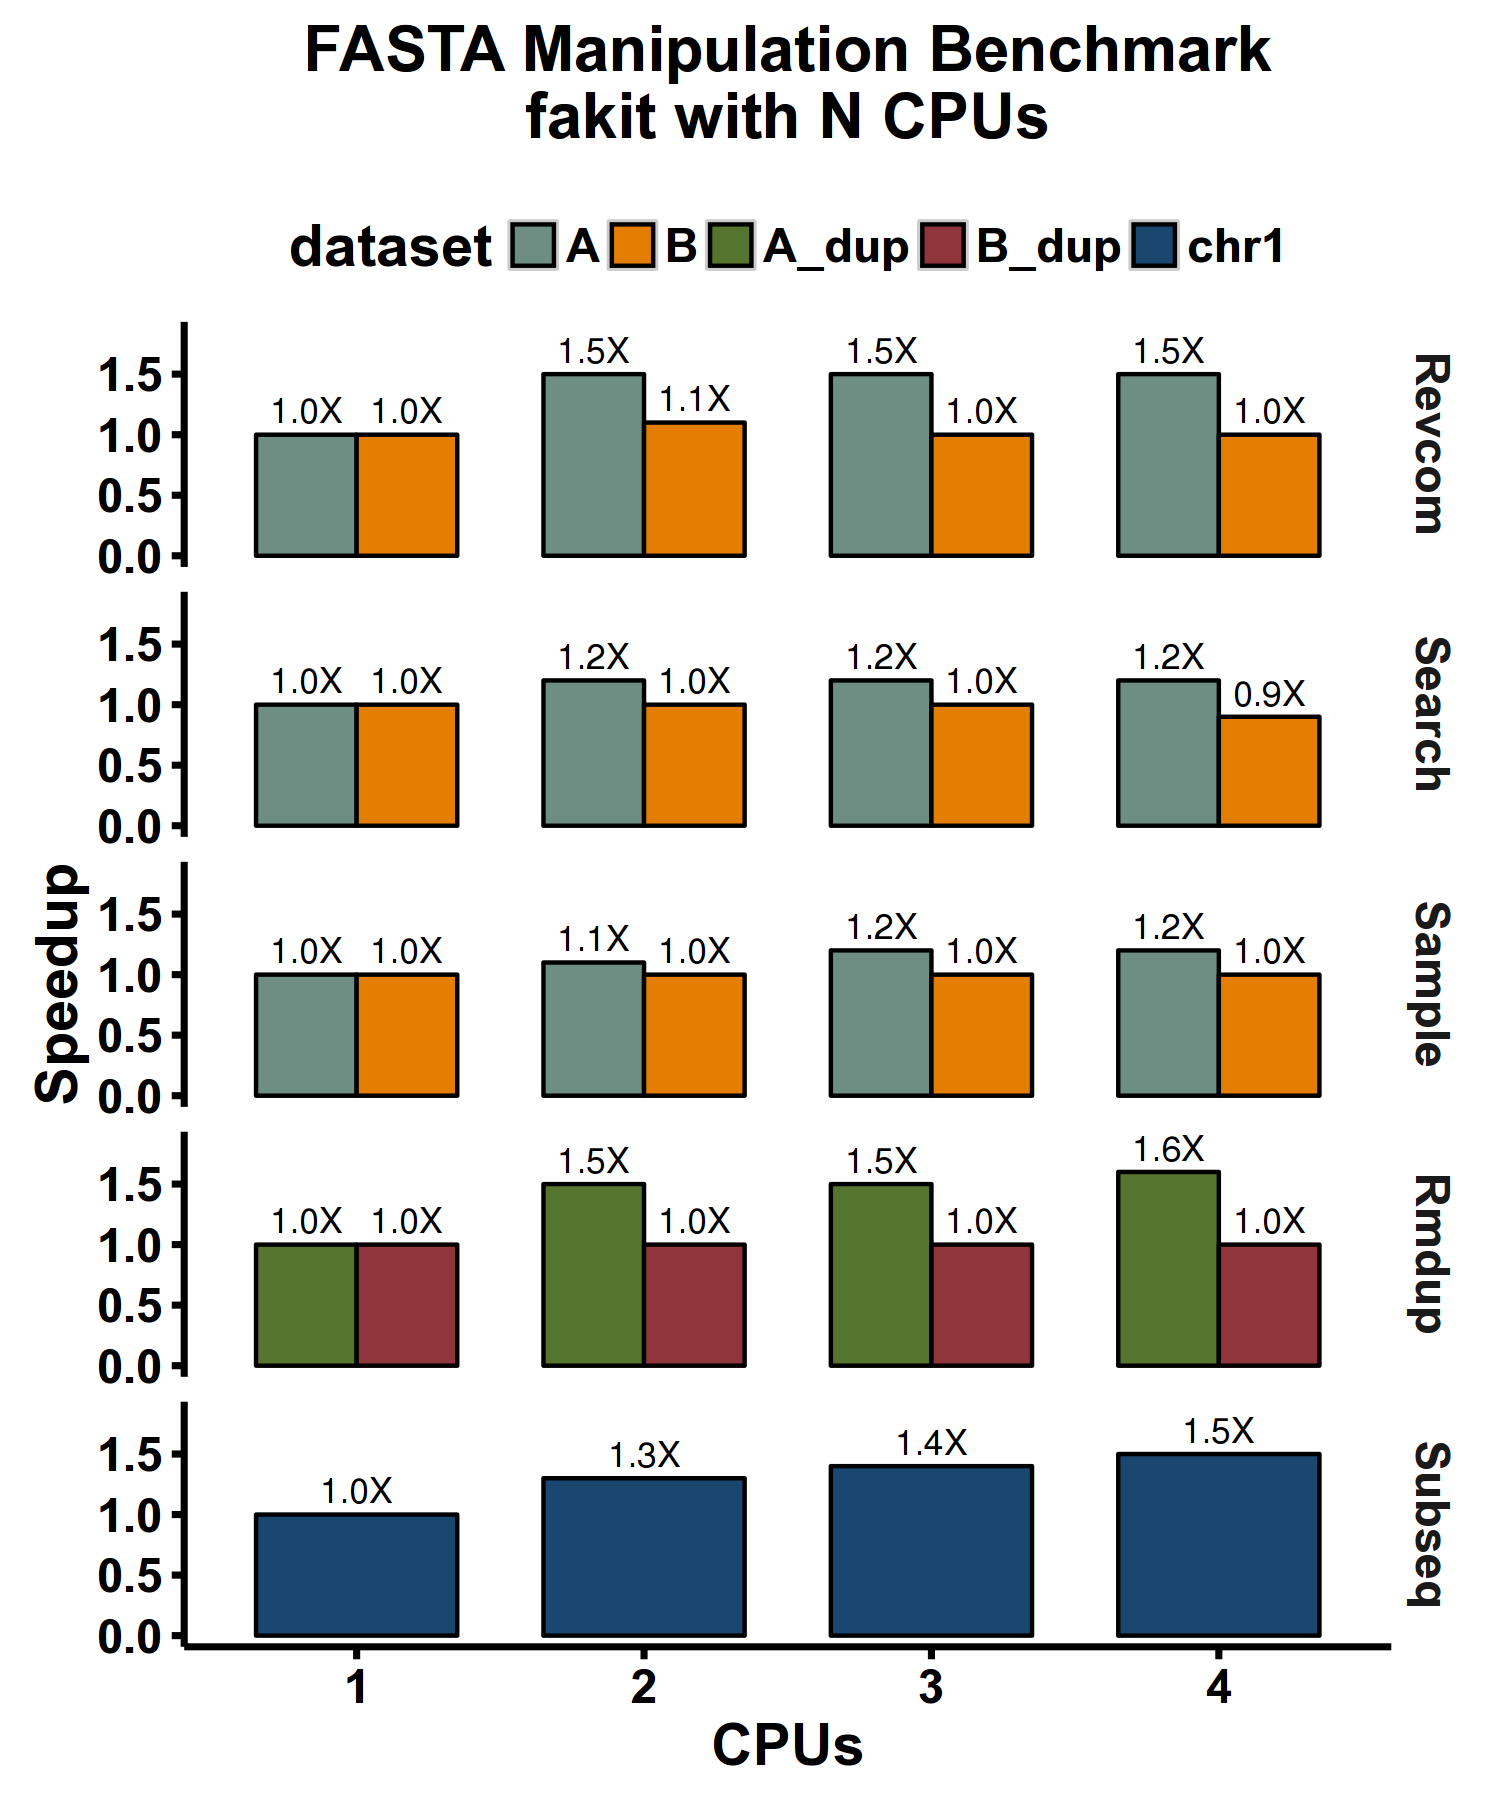 FASTA Manipulation Benchmark
fakit with N CPUs
dataset A B A_dup B_dup chr1
Speedup
Revcom
1.5
1.0
0.5
0.0
1.0X 1.0X 1.5X 1.1X 1.5X 1.0X 1.5X 1.0X
Search
1.5
1.0
0.5
0.0
1.0X 1.0X 1.2X 1.0X 1.2X 1.0X 1.2X 0.9X
Sample
1.5
1.0
0.5
0.0
1.0X 1.0X 1.1X 1.0X 1.2X 1.0X 1.2X 1.0X
Rmdup
1.5
1.0
0.5
0.0
1.0X 1.0X 1.5X 1.0X 1.5X 1.0X 1.6X 1.0X
Subseq
1.5
1.0
0.5
0.0
1.0X 1.3X 1.4X 1.5X
1 2 3 4
CPUs